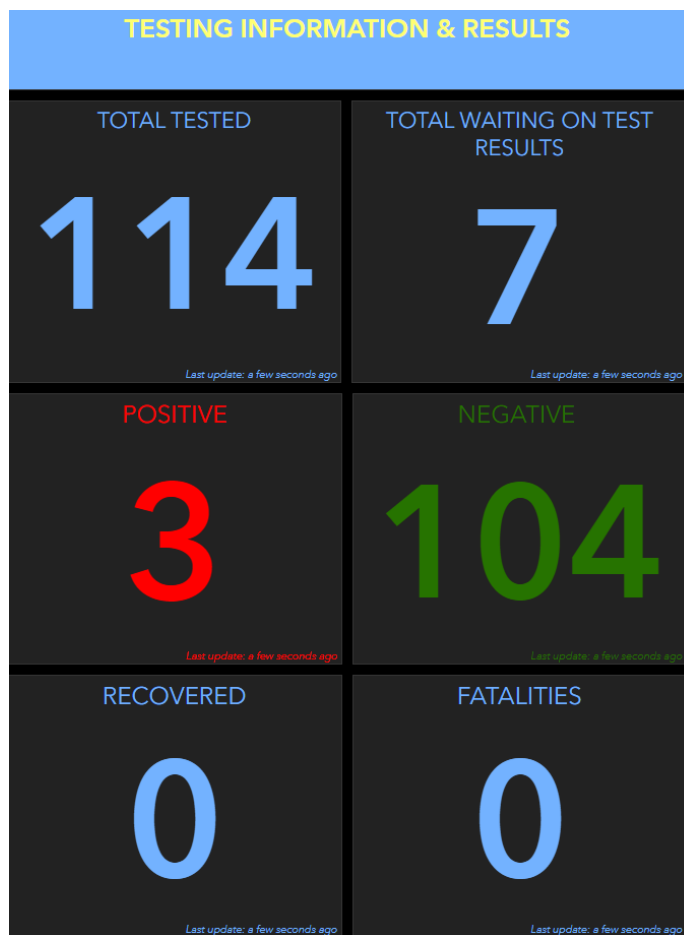 TESTING INFORMATION & RESULTS
TOTAL TESTED
114
Last update: a few seconds ago
TOTAL WAITING ON TEST
RESULTS
7
Last update: a few seconds ago
POSITIVE
3
Last update: a few seconds ago
NEGATIVE
104
Last update: a few seconds ago
RECOVERED
0
Last update: a few seconds ago
FATALITIES
0
Last update: a few seconds ago